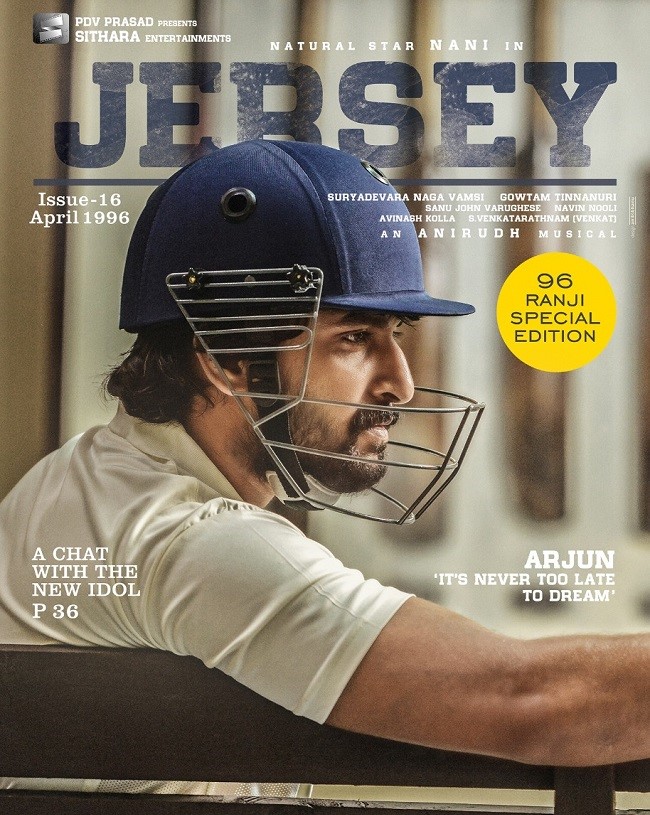 PDV PRASAD PRESENTS
SITHARA ENTERTAINMENTS
NATURAL STAR NANI IN
JERSEY
Issue-16
April 1996
SURYADEVARA NAGA VAMSI GOWTAM TINNANURI
SANU JOHN VARUGHESE NAVIN NOOLI
AVINASH KOLLA S.VENKATARATHNAM (VENKAT)
AN ANIRUDH MUSICAL
96
RANJI
SPECIAL
EDITION
A CHAT
WITH THE
NEW IDOL
P 36
ARJUN
'IT'S NEVER TOO LATE
TO DREAM'